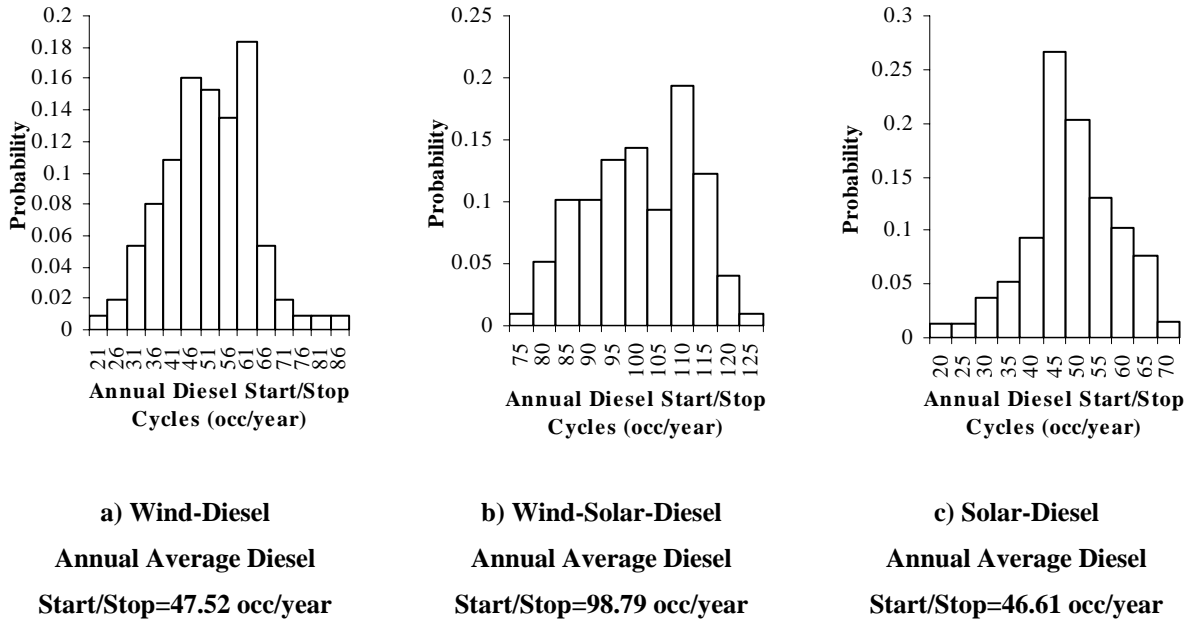 0.2
0.18
0.16
0.14
0.12
0.1
0.08
0.06
0.04
0.02
0
Probability
21 26 31 36 41 46 51 56 61 66 71 76 81 86
Annual Diesel Start/Stop
Cycles (occ/year)
0.25
0.2
0.15
0.1
0.05
0
Probability
75 80 85 90 95 100 105 110 115 120 125
Annual Diesel Start/Stop
Cycles (occ/year)
0.3
0.25
0.2
0.15
0.1
0.05
0
Probability
20 25 30 35 40 45 50 55 60 65 70
Annual Diesel Start/Stop
Cycles (occ/year)
a) Wind-Diesel
Annual Average Diesel
Start/Stop=47.52 occ/year
b) Wind-Solar-Diesel
Annual Average Diesel
Start/Stop=98.79 occ/year
c) Solar-Diesel
Annual Average Diesel
Start/Stop=46.61 occ/year